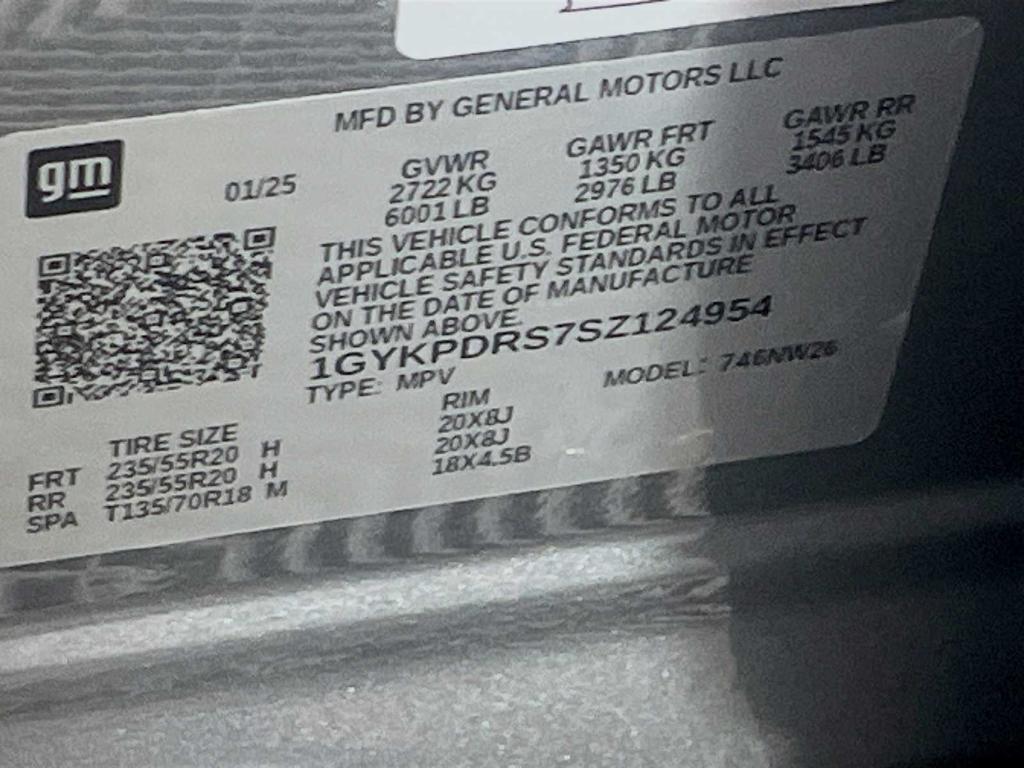 MFD BY GENERAL MOTORS LLC
gm
01/25
GVWR GAWR FRT GAWR RR
2722 KG 1350 KG 1545 KG
6001 LB 2976 LB 3406 LB
THIS VEHICLE CONFORMS TO ALL
APPLICABLE U.S. FEDERAL MOTOR
VEHICLE SAFETY STANDARDS IN EFFECT
ON THE DATE OF MANUFACTURE
SHOWN ABOVE.
1GYKPDRS7SZ124954
TYPE: MPV MODEL: 746NW26
TIRE SIZE RIM
FRT 235/55R20 H 20X8J
RR 235/55R20 H 20X8J
SPA T135/70R18 M 18X4.5B